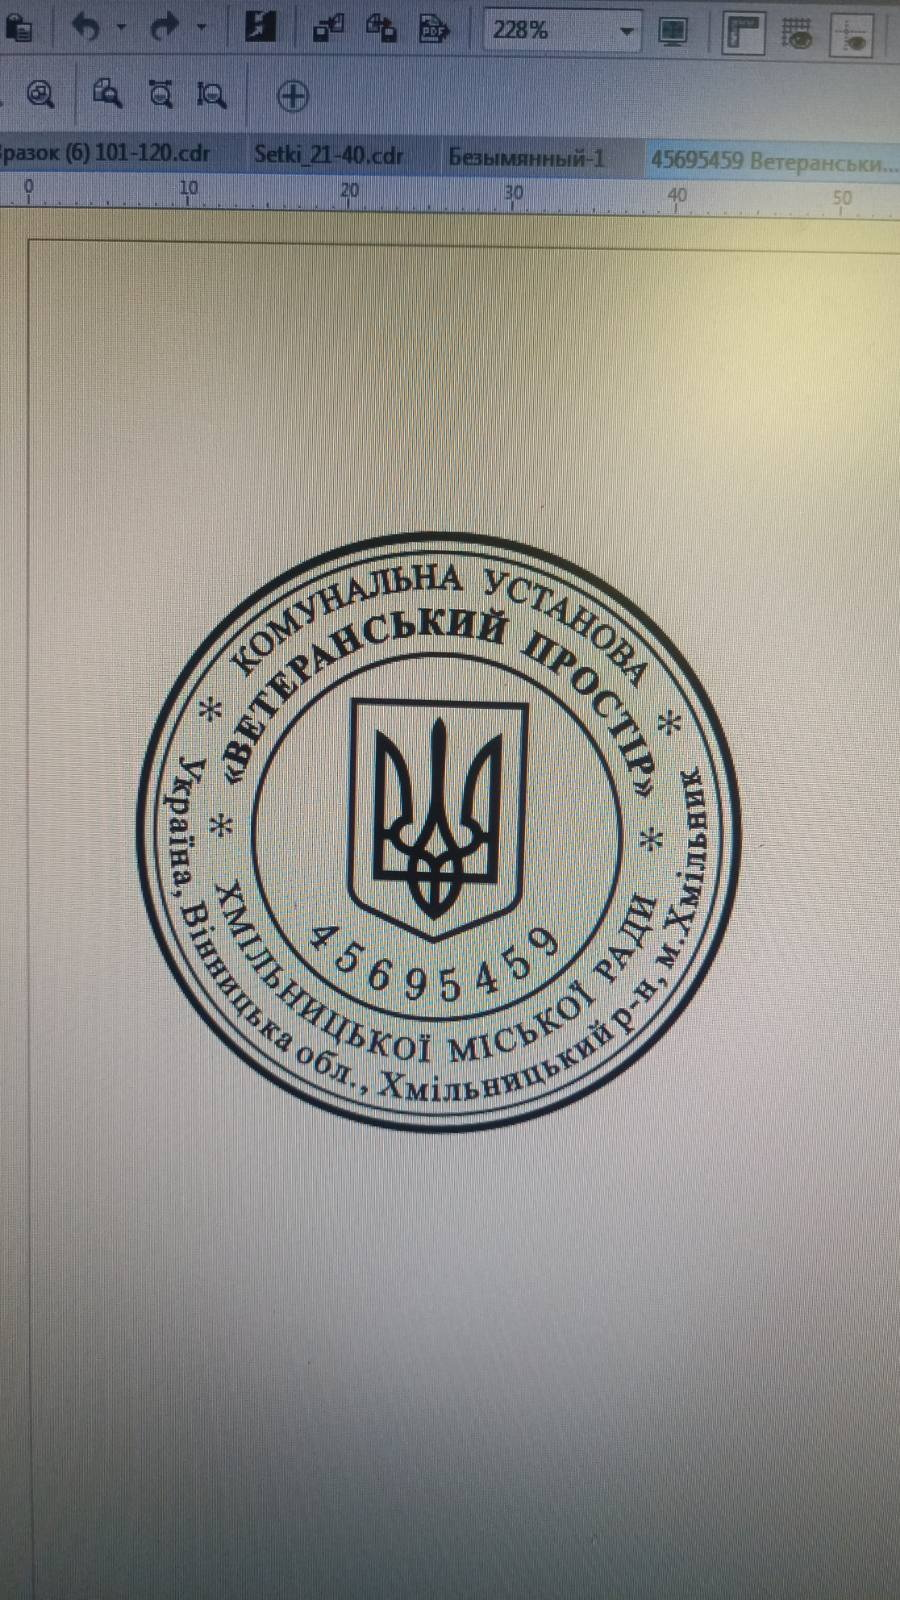 228%
разок (6) 101-120.cdr
Setki_21-40.cdr
Безымянный-1
45695459 Ветеранськи...
0 10 20 30 40 50
КОМУНАЛЬНА УСТАНОВА
«ВЕТЕРАНСЬКИЙ ПРОСТІР»
45695459
ХМІЛЬНИЦЬКОЇ МІСЬКОЇ РАДИ
Україна, Вінницька обл., Хмільницький р-н, м.Хмільник